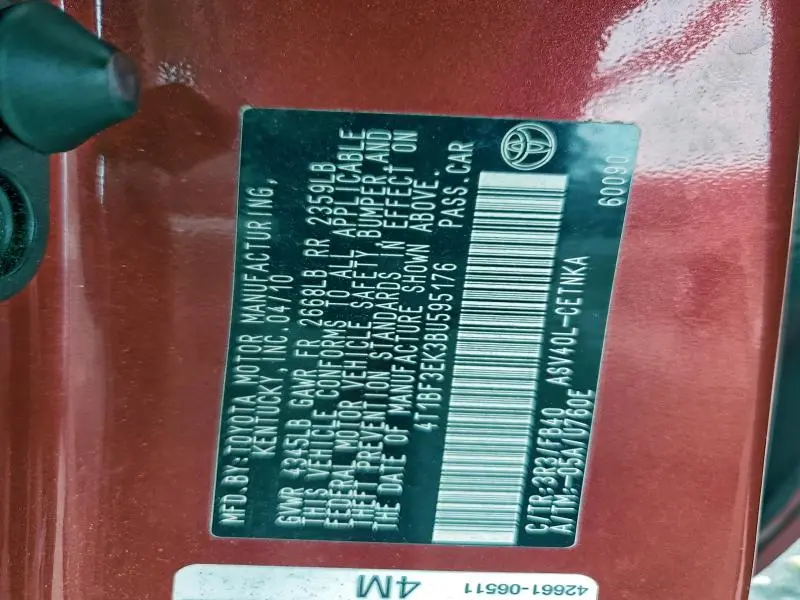 MFD.BY:TOYOTA MOTOR MANUFACTURING,
KENTUCKY, INC. 04/10
GVWR 4345LB GAWR FR 2668LB RR 2359LB
THIS VEHICLE CONFORMS TO ALL APPLICABLE
FEDERAL MOTOR VEHICLE SAFETY, BUMPER AND
THEFT PREVENTION STANDARDS IN EFFECT ON
THE DATE OF MANUFACTURE SHOWN ABOVE.
4T1BF3EK3BU595176 PASS.CAR
C/TR:3R3/FB40 ASV40L-CETNKA
A/TM:-05A/U760E
60090
4M
42661-06511